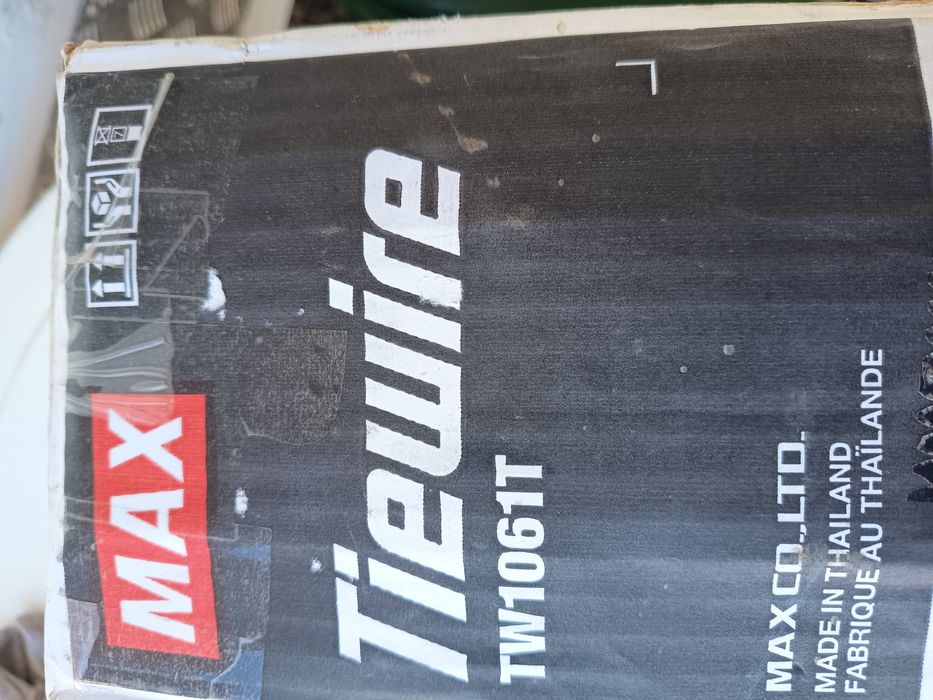 MAX
Tiewire
TW1061T
MAX CO.,LTD.
MADE IN THAILAND
FABRIQUE AU THAÏLANDE